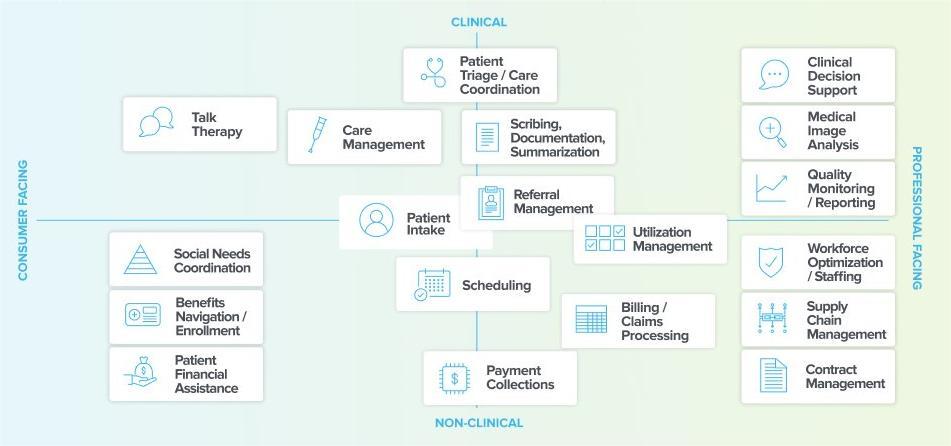 CLINICAL
Patient
Triage / Care
Coordination
Clinical
Decision
Support
Talk
Therapy
Care
Management
Scribing,
Documentation,
Summarization
Medical
Image
Analysis
CONSUMER FACING
PROFESSIONAL FACING
Quality
Monitoring
/ Reporting
Referral
Management
Patient
Intake
Utilization
Management
Social Needs
Coordination
Workforce
Optimization
/ Staffing
Scheduling
Benefits
Navigation /
Enrollment
Billing /
Claims
Processing
Supply
Chain
Management
Patient
Financial
Assistance
Payment
Collections
Contract
Management
NON-CLINICAL